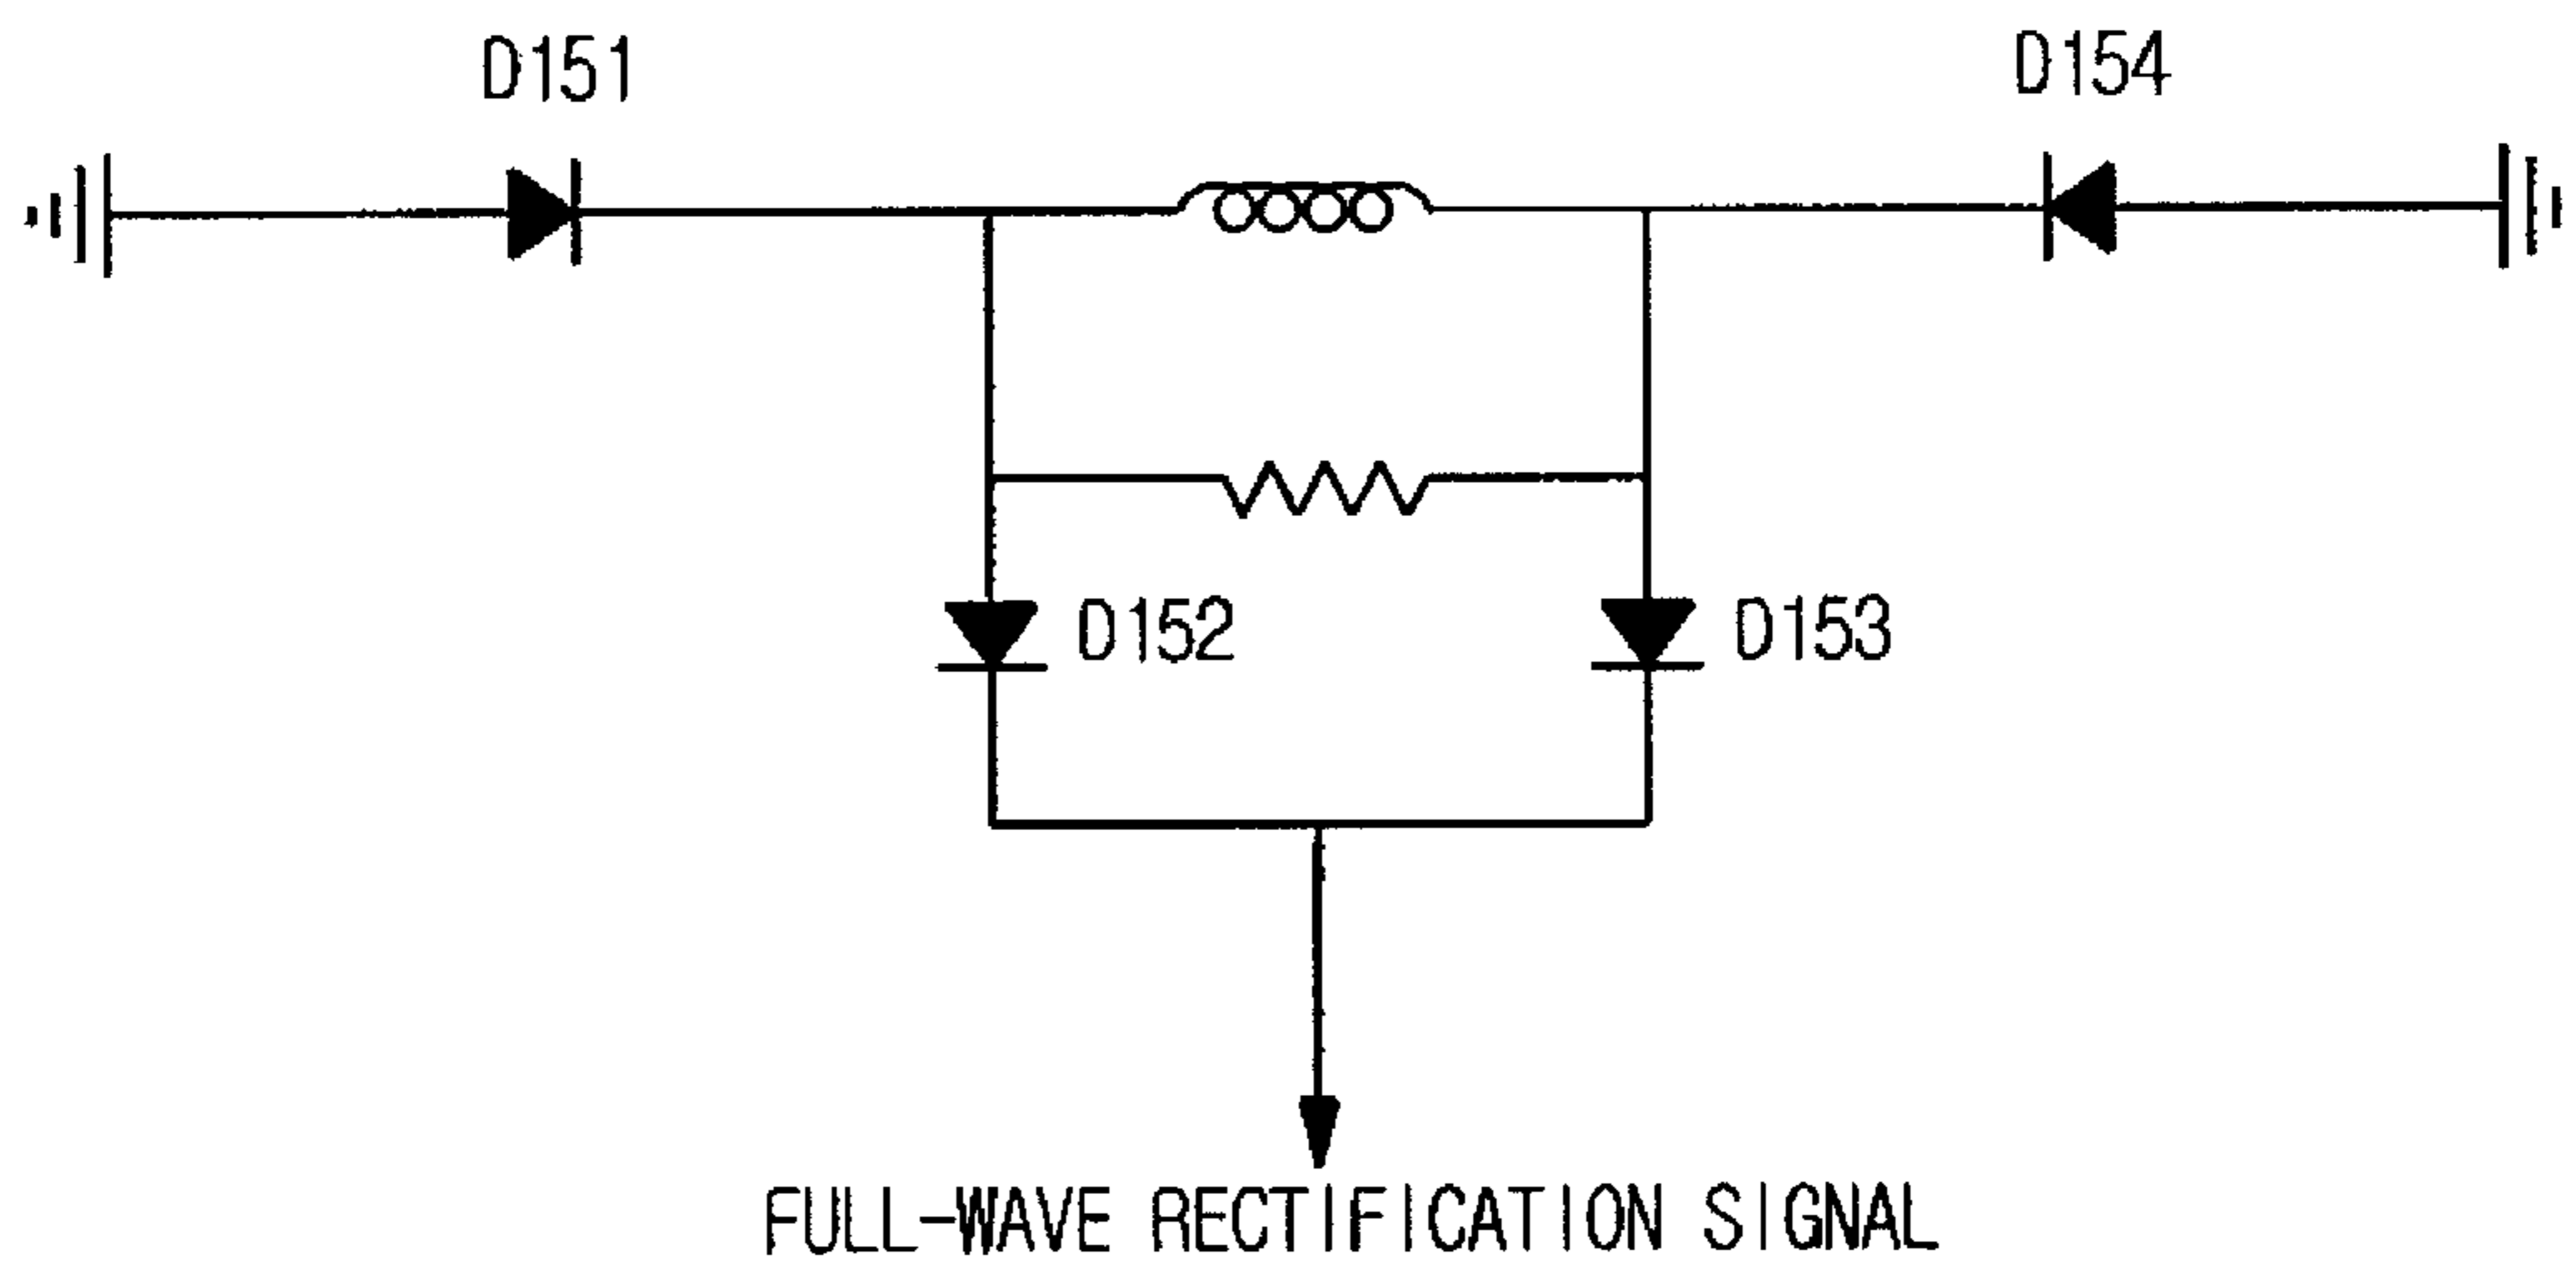 D151
D154
D152
D153
FULL-WAVE RECTIFICATION SIGNAL